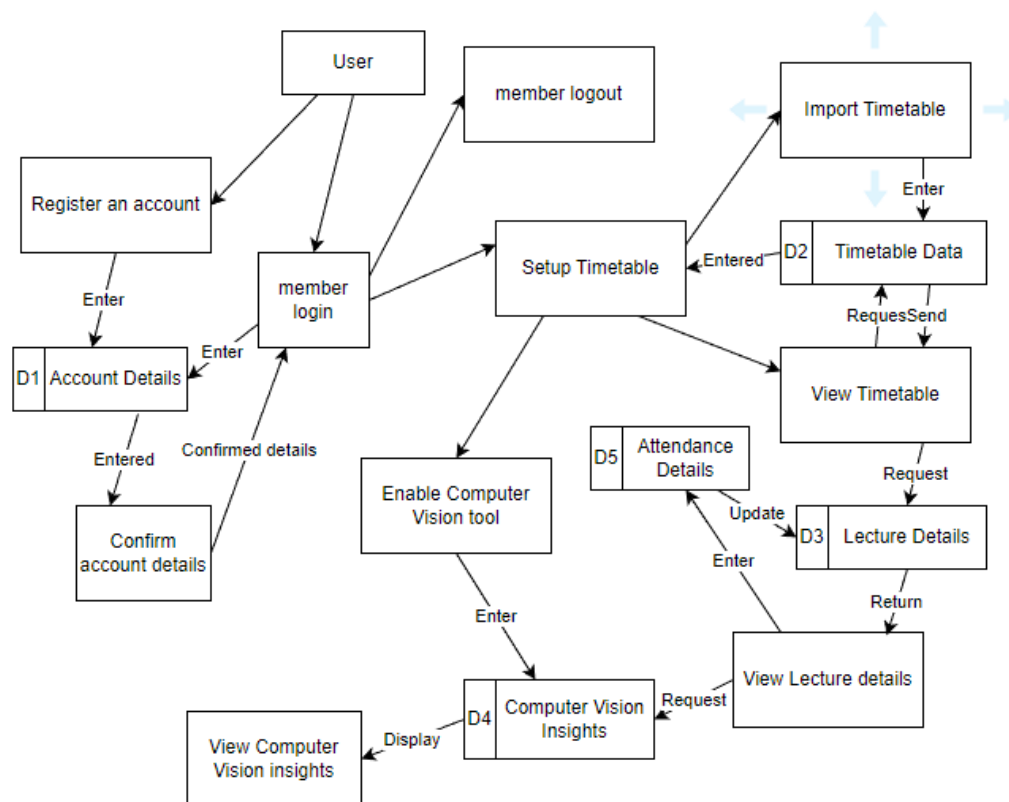 User
member logout
Import Timetable
Register an account
Enter
Setup Timetable
Entered
D2
Timetable Data
member
login
Enter
RequesSend
Enter
D1
Account Details
View Timetable
Confirmed details
Entered
D5
Attendance
Details
Request
Enable Computer
Vision tool
Update
Confirm
account details
D3
Lecture Details
Enter
Return
Enter
View Lecture details
Request
D4
Computer Vision
Insights
Display
View Computer
Vision insights